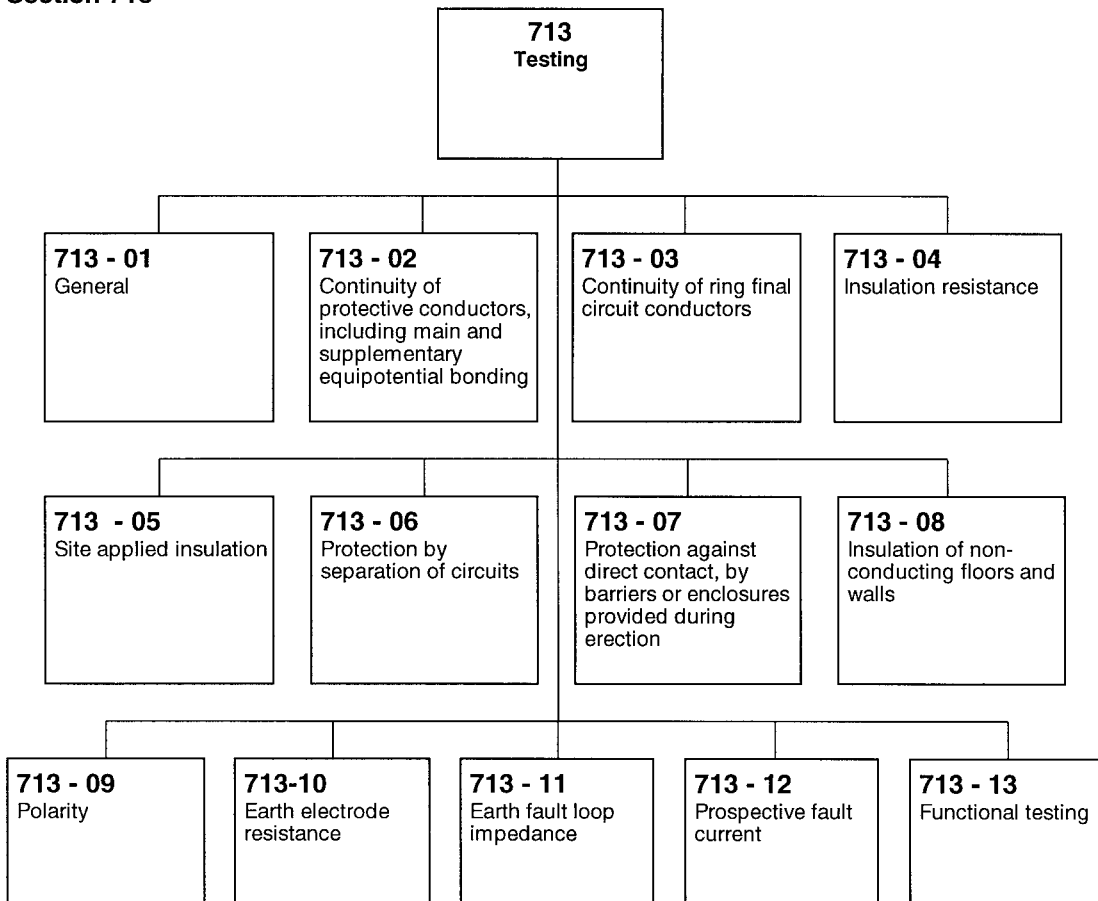 713
Testing
713 - 01
General
713 - 02
Continuity of
protective conductors,
including main and
supplementary
equipotential bonding
713 - 03
Continuity of ring final
circuit conductors
713 - 04
Insulation resistance
713 - 05
Site applied insulation
713 - 06
Protection by
separation of circuits
713 - 07
Protection against
direct contact, by
barriers or enclosures
provided during
erection
713 - 08
Insulation of non-
conducting floors and
walls
713 - 09
Polarity
713-10
Earth electrode
resistance
713 - 11
Earth fault loop
impedance
713 - 12
Prospective fault
current
713 - 13
Functional testing